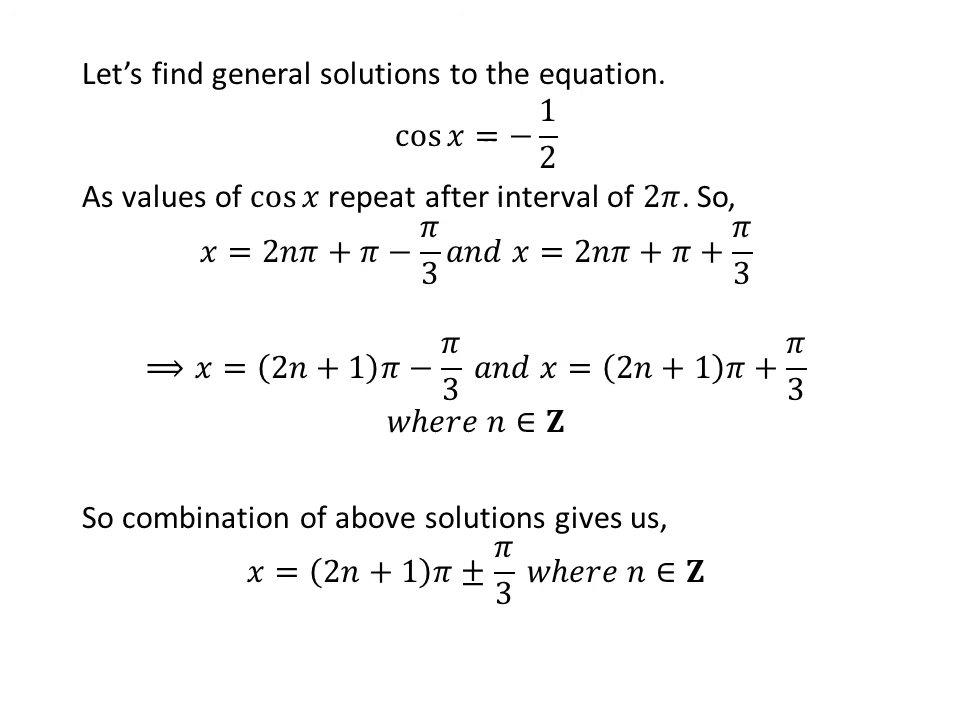 Let’s find general solutions to the equation.
cos 𝑥 = −1/2
As values of cos 𝑥 repeat after interval of 2𝜋. So,
𝑥 = 2𝑛𝜋 + 𝜋 − 𝜋/3 𝑎𝑛𝑑 𝑥 = 2𝑛𝜋 + 𝜋 + 𝜋/3
⟹ 𝑥 = (2𝑛 + 1)𝜋 − 𝜋/3 𝑎𝑛𝑑 𝑥 = (2𝑛 + 1)𝜋 + 𝜋/3
𝑤ℎ𝑒𝑟𝑒 𝑛 ∈ 𝐙
So combination of above solutions gives us,
𝑥 = (2𝑛 + 1)𝜋 ± 𝜋/3 𝑤ℎ𝑒𝑟𝑒 𝑛 ∈ 𝐙